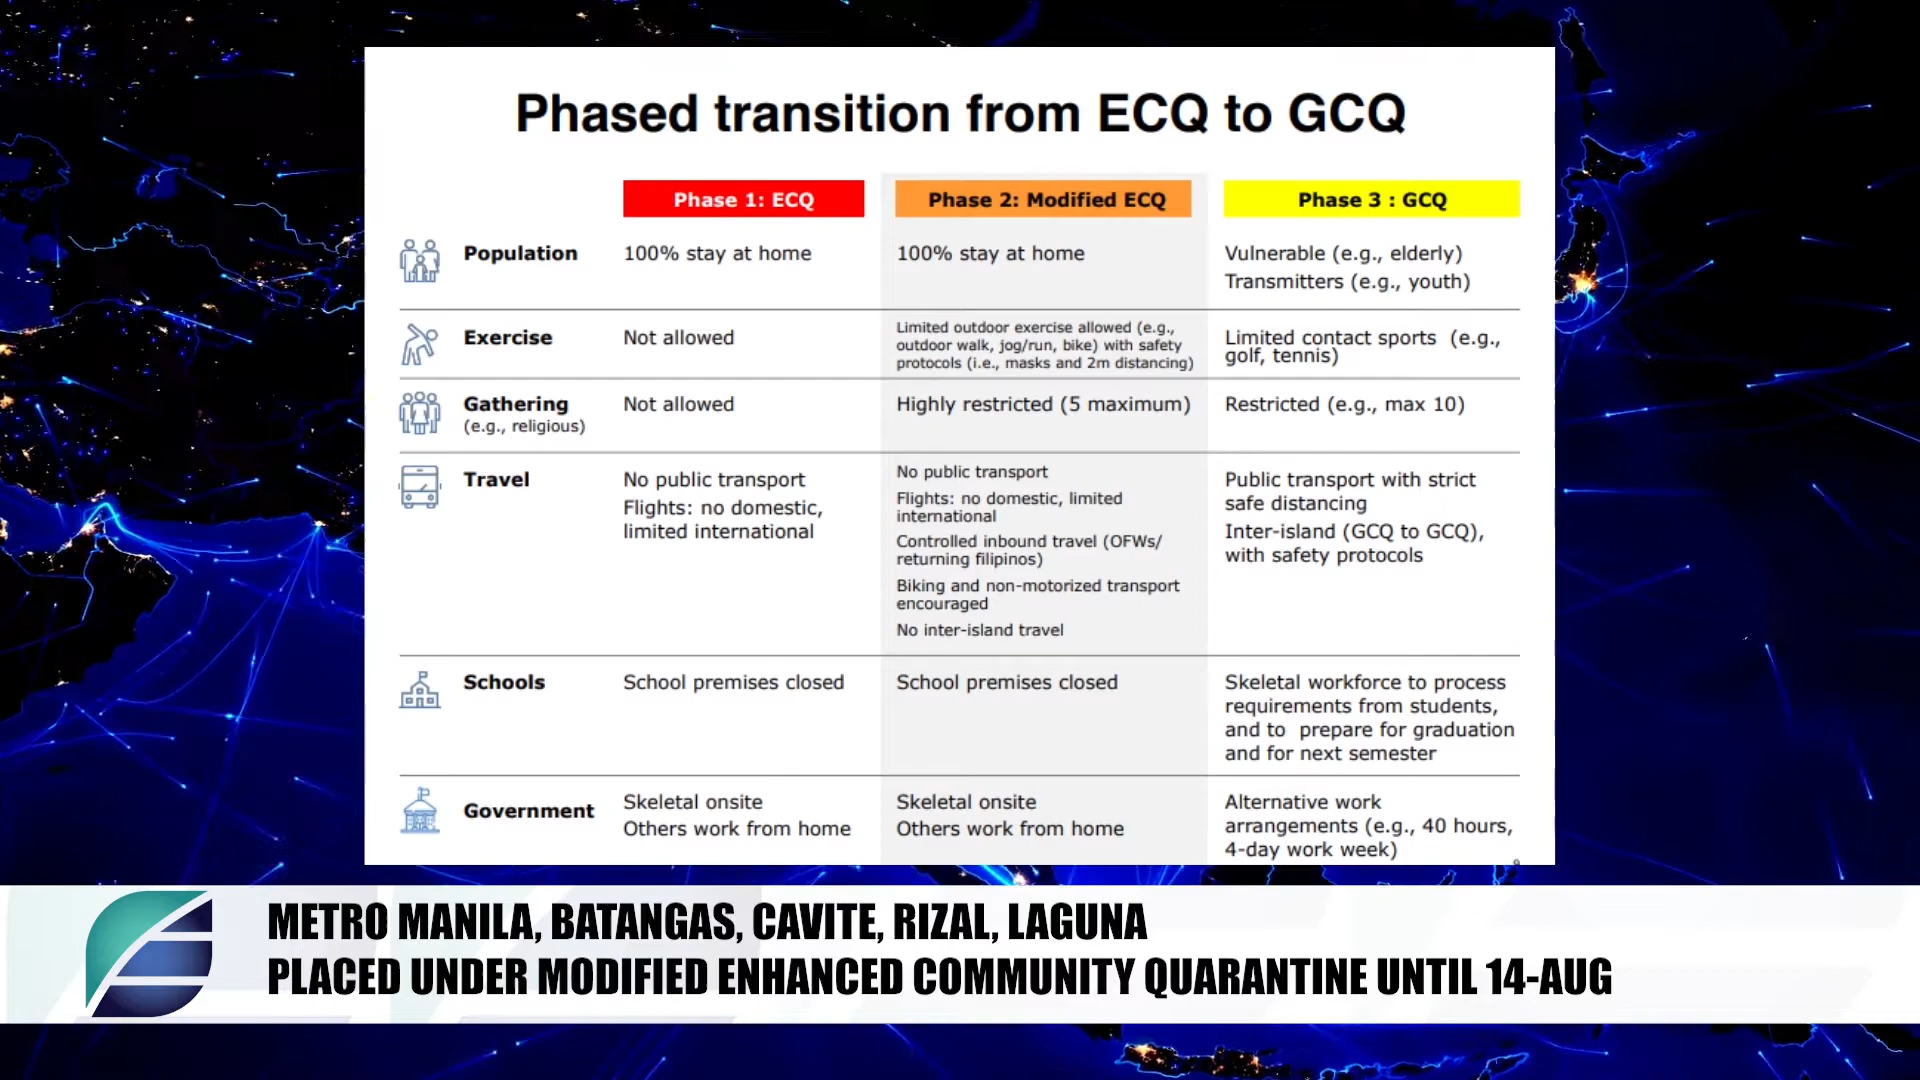 Phased transition from ECQ to GCQ
Phase 1: ECQ
Phase 2: Modified ECQ
Phase 3 : GCQ
Population
100% stay at home
100% stay at home
Vulnerable (e.g., elderly)
Transmitters (e.g., youth)
Exercise
Not allowed
Limited outdoor exercise allowed (e.g.,
outdoor walk, jog/run, bike) with safety
protocols (i.e., masks and 2m distancing)
Limited contact sports (e.g.,
golf, tennis)
Gathering
(e.g., religious)
Not allowed
Highly restricted (5 maximum)
Restricted (e.g., max 10)
Travel
No public transport
Flights: no domestic,
limited international
No public transport
Flights: no domestic, limited
international
Controlled inbound travel (OFWs/
returning filipinos)
Biking and non-motorized transport
encouraged
No inter-island travel
Public transport with strict
safe distancing
Inter-island (GCQ to GCQ),
with safety protocols
Schools
School premises closed
School premises closed
Skeletal workforce to process
requirements from students,
and to prepare for graduation
and for next semester
Government
Skeletal onsite
Others work from home
Skeletal onsite
Others work from home
Alternative work
arrangements (e.g., 40 hours,
4-day work week)
METRO MANILA, BATANGAS, CAVITE, RIZAL, LAGUNA
PLACED UNDER MODIFIED ENHANCED COMMUNITY QUARANTINE UNTIL 14-AUG